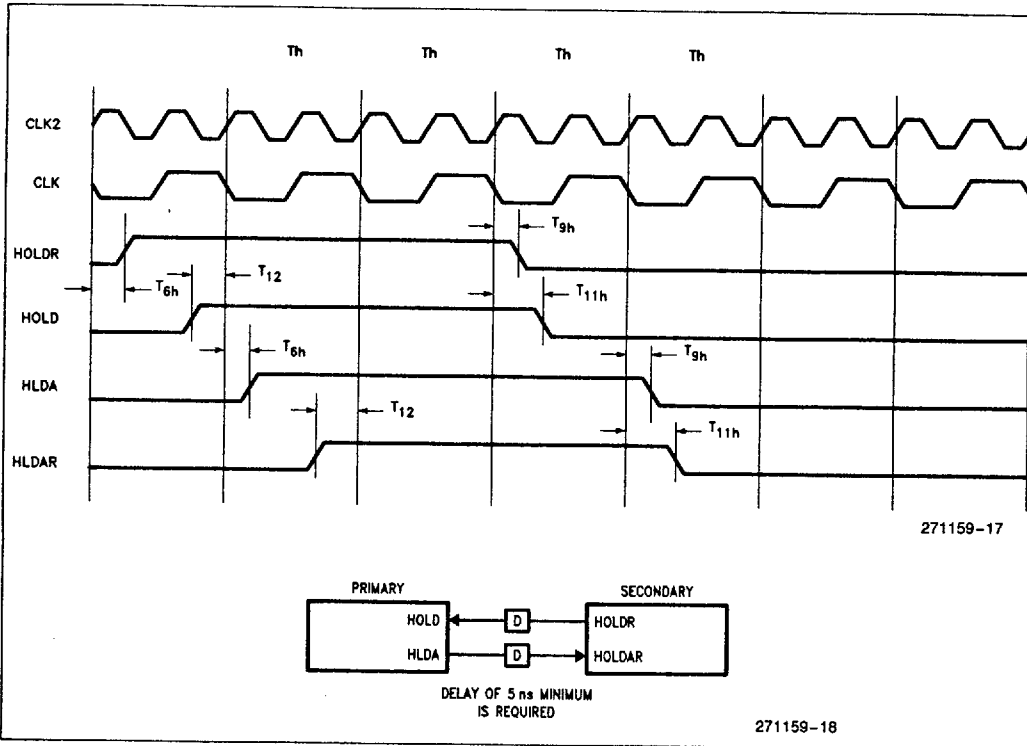 Th Th Th Th
CLK2
CLK
T9h
HOLDR
T12
T6h
T11h
HOLD
T6h
T9h
HLDA
T12
T11h
HLDAR
271159-17
PRIMARY SECONDARY
HOLD D HOLDR
HLDA D HOLDAR
DELAY OF 5 ns MINIMUM
IS REQUIRED
271159-18